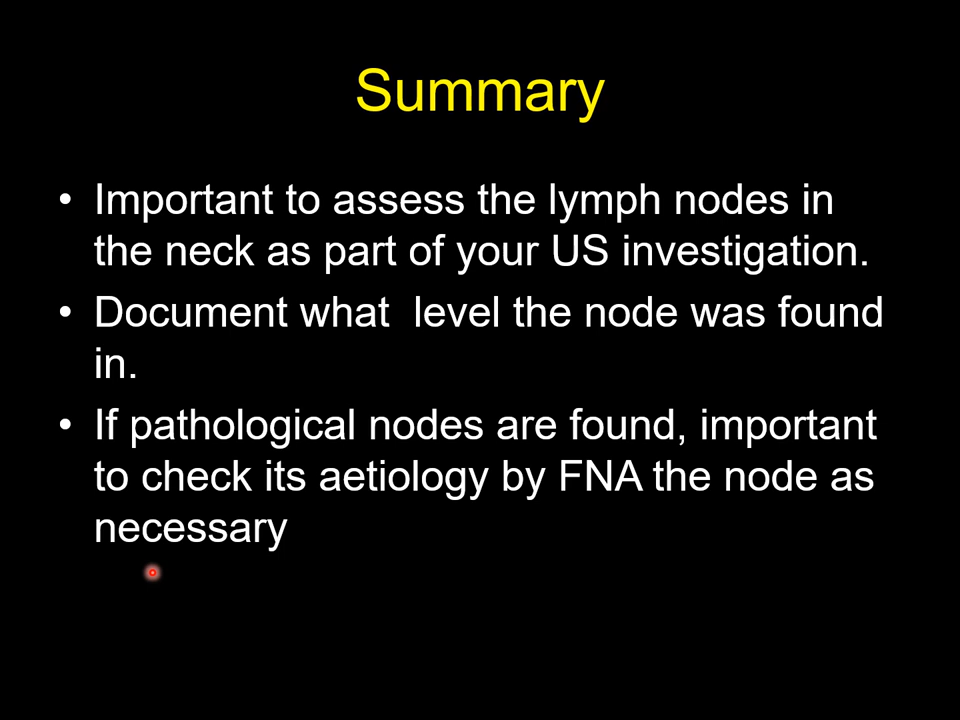 Summary
• Important to assess the lymph nodes in
the neck as part of your US investigation.
• Document what  level the node was found
in.
• If pathological nodes are found, important
to check its aetiology by FNA the node as
necessary